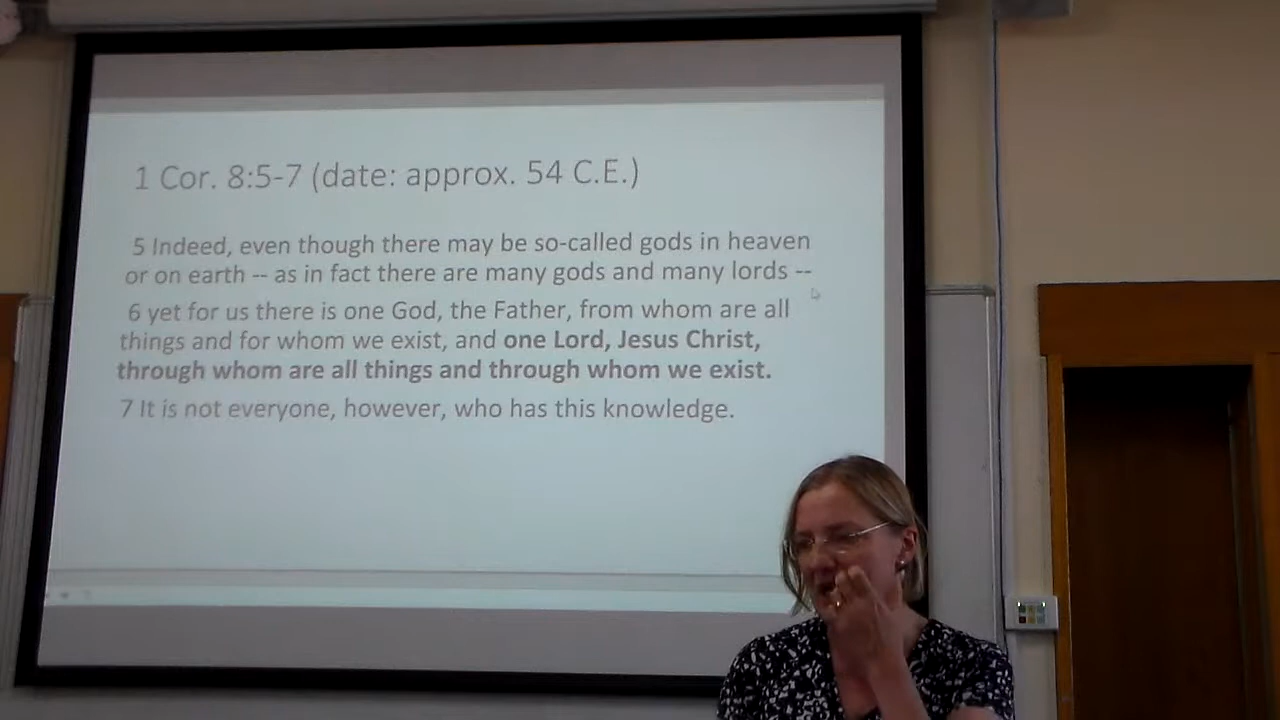 1 Cor. 8:5-7 (date: approx. 54 C.E.)
5 Indeed, even though there may be so-called gods in heaven
or on earth -- as in fact there are many gods and many lords --
6 yet for us there is one God, the Father, from whom are all
things and for whom we exist, and one Lord, Jesus Christ,
through whom are all things and through whom we exist.
7 It is not everyone, however, who has this knowledge.